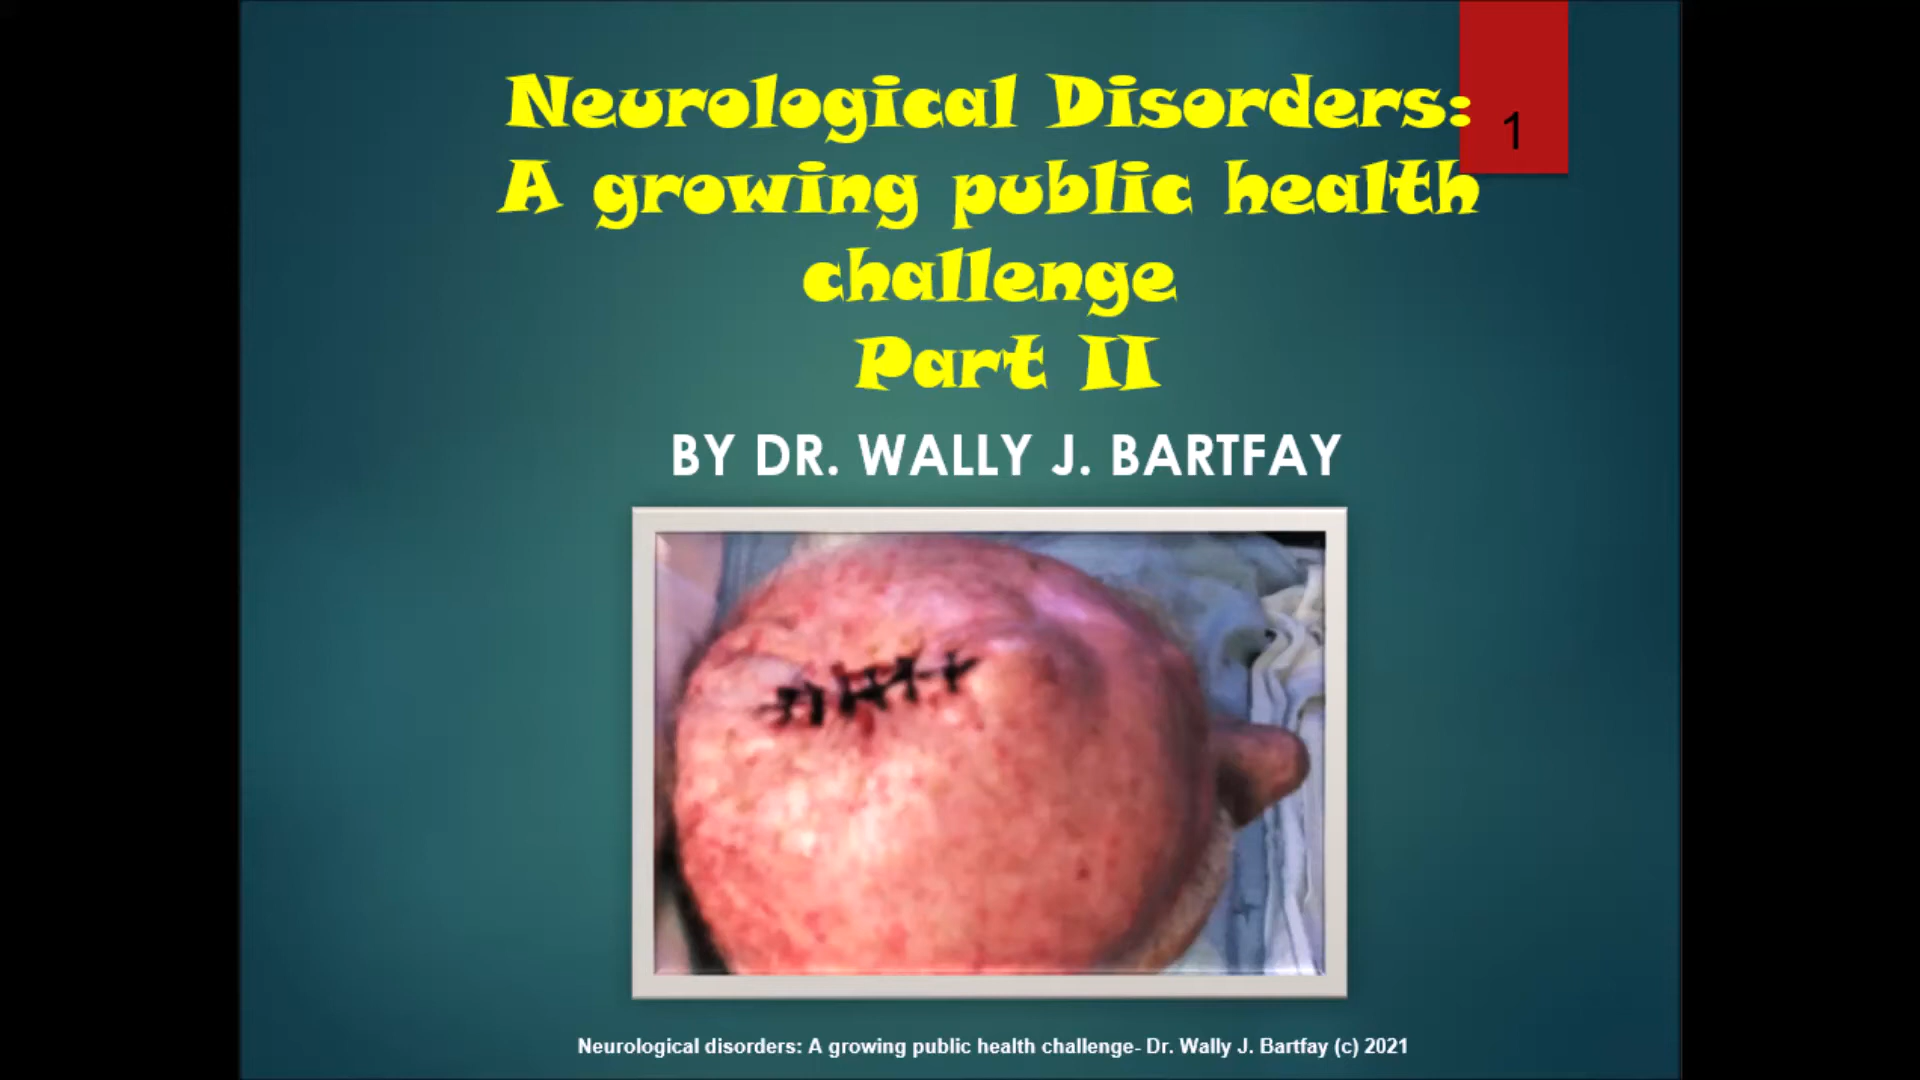 Neurological Disorders:
1
A growing public health
challenge
Part II
BY DR. WALLY J. BARTFAY
Neurological disorders: A growing public health challenge- Dr. Wally J. Bartfay (c) 2021